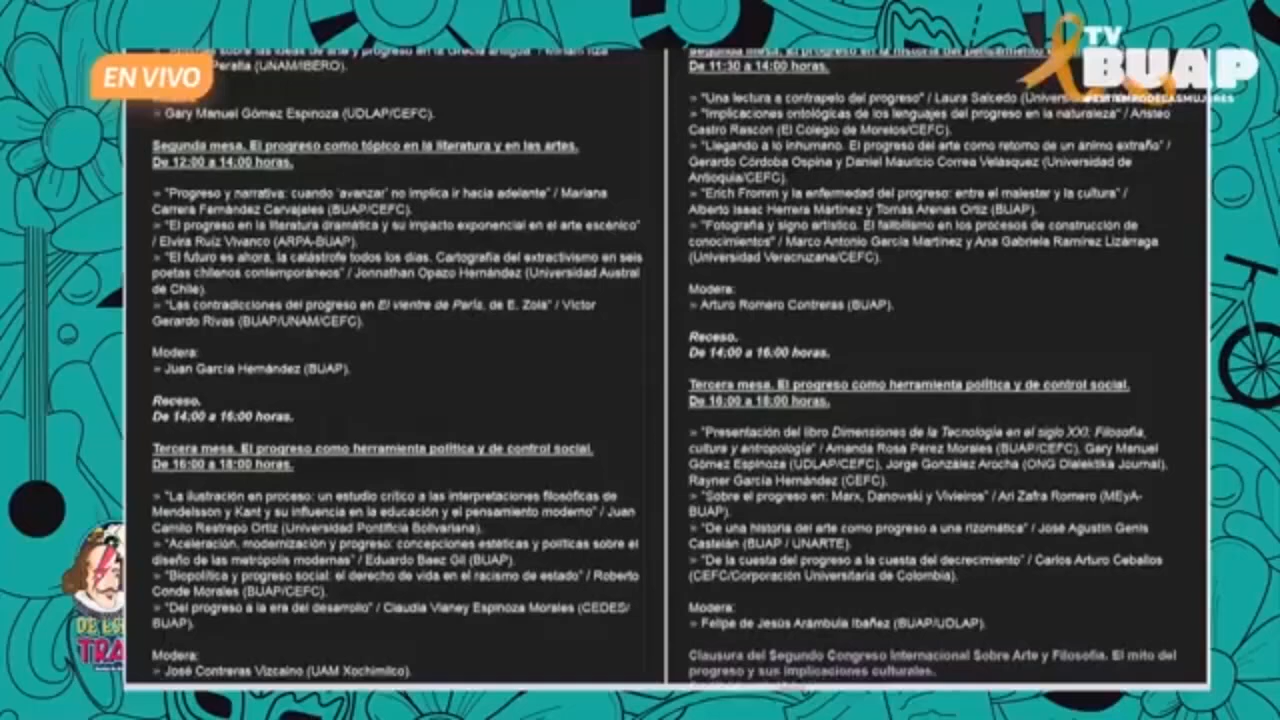 EN VIVO
TV
BUAP
Peralta (UNAM/IBERO).
» Gary Manuel Gómez Espinoza (UDLAP/CEFC).
Segunda mesa. El progreso como tópico en la literatura y en las artes.
De 12:00 a 14:00 horas.
» "Progreso y narrativa: cuando 'avanzar' no implica ir hacia adelante" / Mariana
Carrera Fernández Carvajales (BUAP/CEFC).
» "El progreso en la literatura dramática y su impacto exponencial en el arte escénico"
/ Elvira Ruiz Vivanco (ARPA-BUAP).
» "El futuro es ahora, la catástrofe todos los días. Cartografía del extractivismo en seis
poetas chilenos contemporáneos" / Jonnathan Opazo Hernández (Universidad Austral
de Chile).
» "Las contradicciones del progreso en El vientre de París, de E. Zola" / Víctor
Gerardo Rivas (BUAP/UNAM/CEFC).
Modera:
» Juan García Hernández (BUAP).
Receso.
De 14:00 a 16:00 horas.
Tercera mesa. El progreso como herramienta política y de control social.
De 16:00 a 18:00 horas.
» "La ilustración en proceso: un estudio crítico a las interpretaciones filosóficas de
Mendelsson y Kant y su influencia en la educación y el pensamiento moderno" / Juan
Camilo Restrepo Ortiz (Universidad Pontificia Bolivariana).
» "Aceleración, modernización y progreso: concepciones estéticas y políticas sobre el
diseño de las metrópolis modernas" / Eduardo Baez Gil (BUAP).
» "Biopolítica y progreso social: el derecho de vida en el racismo de estado" / Roberto
Conde Morales (BUAP/CEFC).
» "Del progreso a la era del desarrollo" / Claudia Vianey Espinoza Morales (CEDES/
BUAP).
Modera:
» José Contreras Vizcaíno (UAM Xochimilco).
Segunda mesa. El progreso en la historia del pensamiento
De 11:30 a 14:00 horas.
» "Una lectura a contrapelo del progreso" / Laura Salcedo
» "Implicaciones ontológicas de los lenguajes del progreso en la naturaleza" / Aristeo
Castro Rascón (El Colegio de Morelos/CEFC).
» "Llegando a lo inhumano. El progreso del arte como retorno de un ánimo extraño" /
Gerardo Córdoba Ospina y Daniel Mauricio Correa Velásquez (Universidad de
Antioquia/CEFC).
» "Erich Fromm y la enfermedad del progreso: entre el malestar y la cultura" /
Alberto Isaac Herrera Martínez y Tomás Arenas Ortiz (BUAP).
» "Fotografía y signo artístico. El falibilismo en los procesos de construcción de
conocimientos" / Marco Antonio García Martínez y Ana Gabriela Ramírez Lizárraga
(Universidad Veracruzana/CEFC).
Modera:
» Arturo Romero Contreras (BUAP).
Receso.
De 14:00 a 16:00 horas.
Tercera mesa. El progreso como herramienta política y de control social.
De 16:00 a 18:00 horas.
» "Presentación del libro Dimensiones de la Tecnología en el siglo XXI: Filosofía,
cultura y antropología" / Amanda Rosa Pérez Morales (BUAP/CEFC), Gary Manuel
Gómez Espinoza (UDLAP/CEFC), Jorge González Arocha (ONG Dialektika Journal),
Rayner García Hernández (CEFC).
» "Sobre el progreso en: Marx, Danowski y Vivieiros" / Ari Zafra Romero (MEyA-
BUAP).
» "De una historia del arte como progreso a una rizomática" / José Agustín Genis
Castelán (BUAP / UNARTE).
» "De la cuesta del progreso a la cuesta del decrecimiento" / Carlos Arturo Ceballos
(CEFC/Corporación Universitaria de Colombia).
Modera:
» Felipe de Jesús Arámbula Ibáñez (BUAP/UDLAP).
Clausura del Segundo Congreso Internacional Sobre Arte y Filosofía. El mito del
progreso y sus implicaciones culturales.